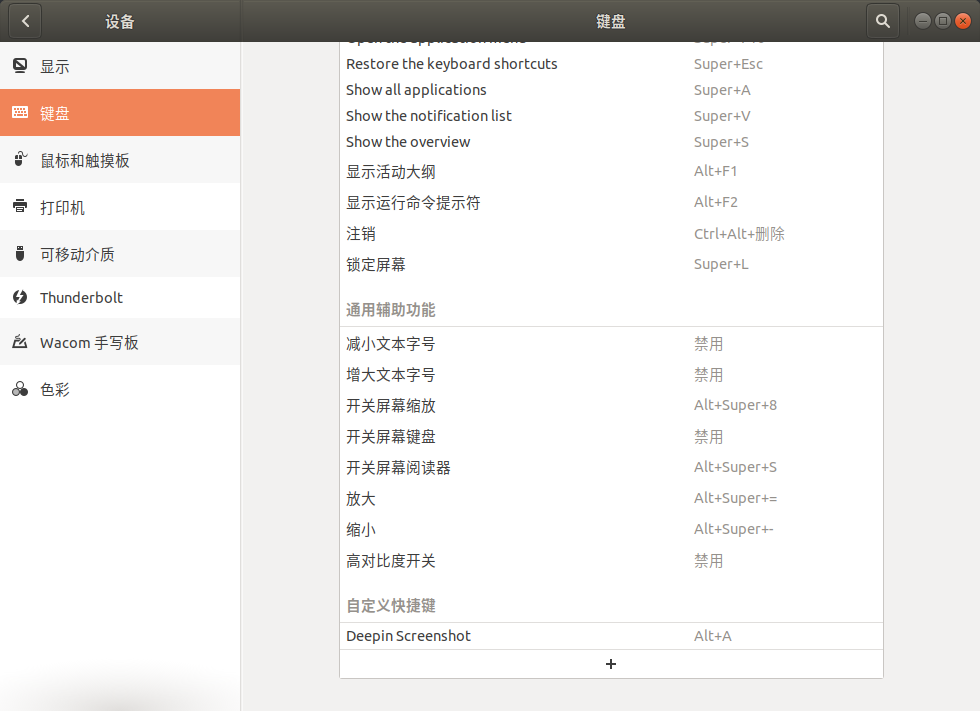 设备
键盘
显示
键盘
鼠标和触摸板
打印机
可移动介质
Thunderbolt
Wacom 手写板
色彩
Restore the keyboard shortcuts Super+Esc
Show all applications Super+A
Show the notification list Super+V
Show the overview Super+S
显示活动大纲 Alt+F1
显示运行命令提示符 Alt+F2
注销 Ctrl+Alt+删除
锁定屏幕 Super+L
通用辅助功能
减小文本字号 禁用
增大文本字号 禁用
开关屏幕缩放 Alt+Super+8
开关屏幕键盘 禁用
开关屏幕阅读器 Alt+Super+S
放大 Alt+Super+=
缩小 Alt+Super+-
高对比度开关 禁用
自定义快捷键
Deepin Screenshot Alt+A
+